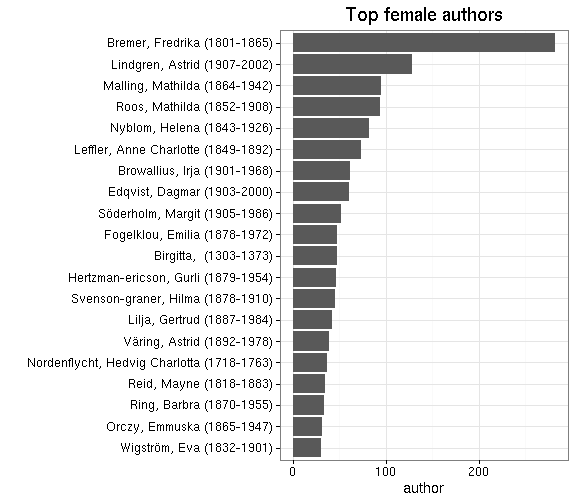 Top female authors
Bremer, Fredrika (1801-1865)
Lindgren, Astrid (1907-2002)
Malling, Mathilda (1864-1942)
Roos, Mathilda (1852-1908)
Nyblom, Helena (1843-1926)
Leffler, Anne Charlotte (1849-1892)
Browallius, Irja (1901-1968)
Edqvist, Dagmar (1903-2000)
Söderholm, Margit (1905-1986)
Fogelklou, Emilia (1878-1972)
Birgitta,  (1303-1373)
Hertzman-ericson, Gurli (1879-1954)
Svenson-graner, Hilma (1878-1910)
Lilja, Gertrud (1887-1984)
Väring, Astrid (1892-1978)
Nordenflycht, Hedvig Charlotta (1718-1763)
Reid, Mayne (1818-1883)
Ring, Barbra (1870-1955)
Orczy, Emmuska (1865-1947)
Wigström, Eva (1832-1901)
0 100 200
author